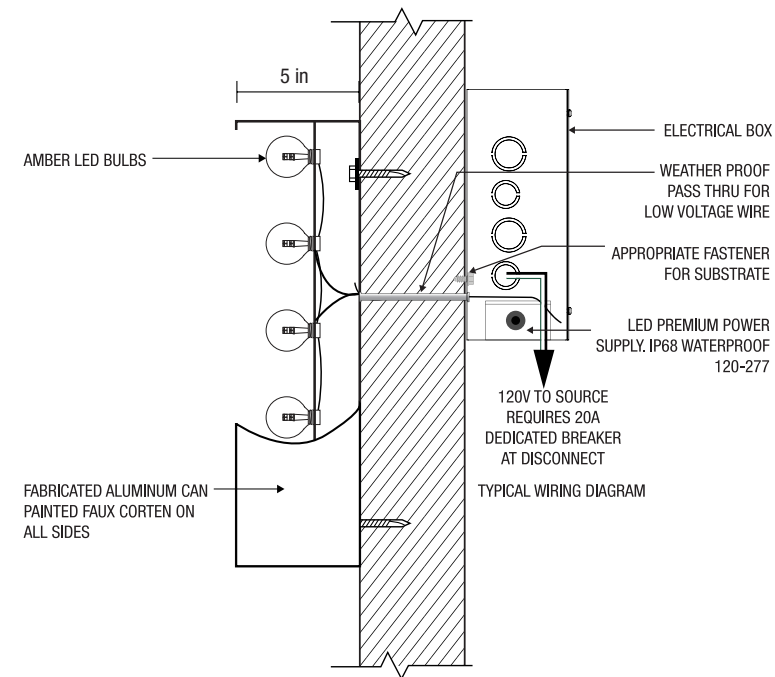 5 in
AMBER LED BULBS
FABRICATED ALUMINUM CAN
PAINTED FAUX CORTEN ON
ALL SIDES
ELECTRICAL BOX
WEATHER PROOF
PASS THRU FOR
LOW VOLTAGE WIRE
APPROPRIATE FASTENER
FOR SUBSTRATE
LED PREMIUM POWER
SUPPLY. IP68 WATERPROOF
120-277
120V TO SOURCE
REQUIRES 20A
DEDICATED BREAKER
AT DISCONNECT
TYPICAL WIRING DIAGRAM